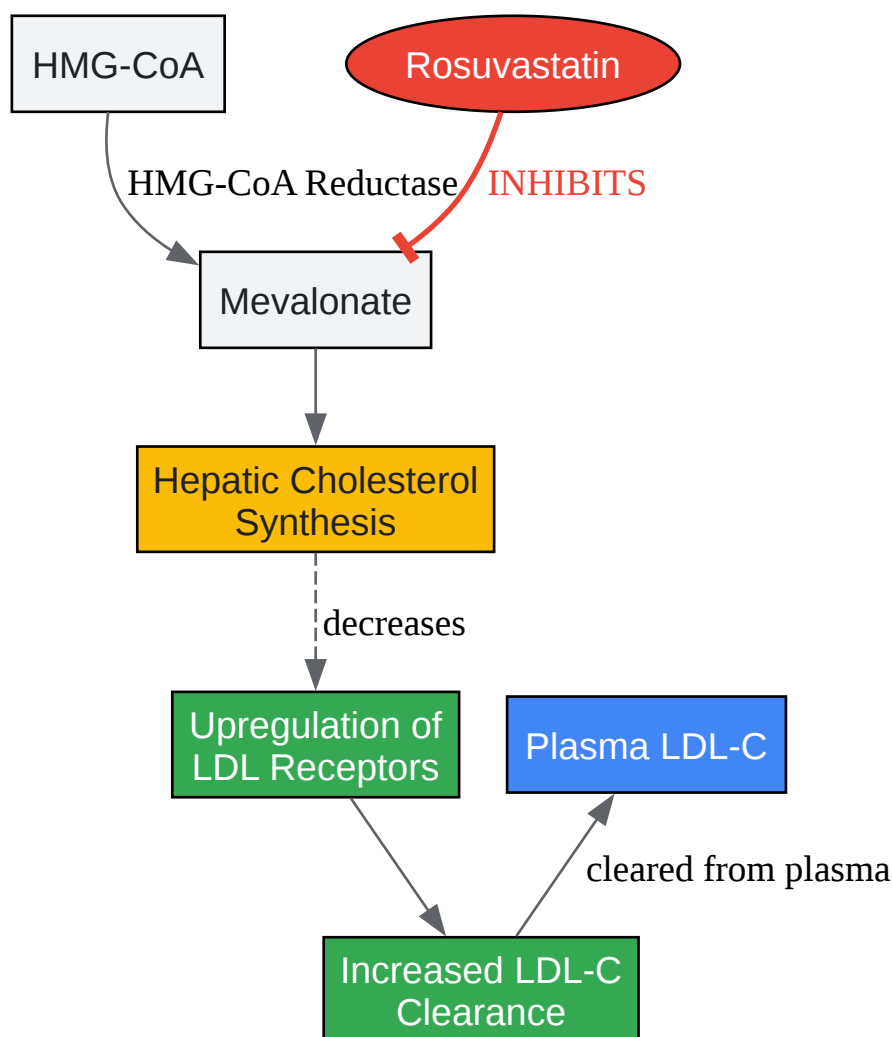 HMG-CoA
Rosuvastatin
HMG-CoA Reductase
INHIBITS
Mevalonate
Hepatic Cholesterol
Synthesis
decreases
Upregulation of
LDL Receptors
Plasma LDL-C
cleared from plasma
Increased LDL-C
Clearance